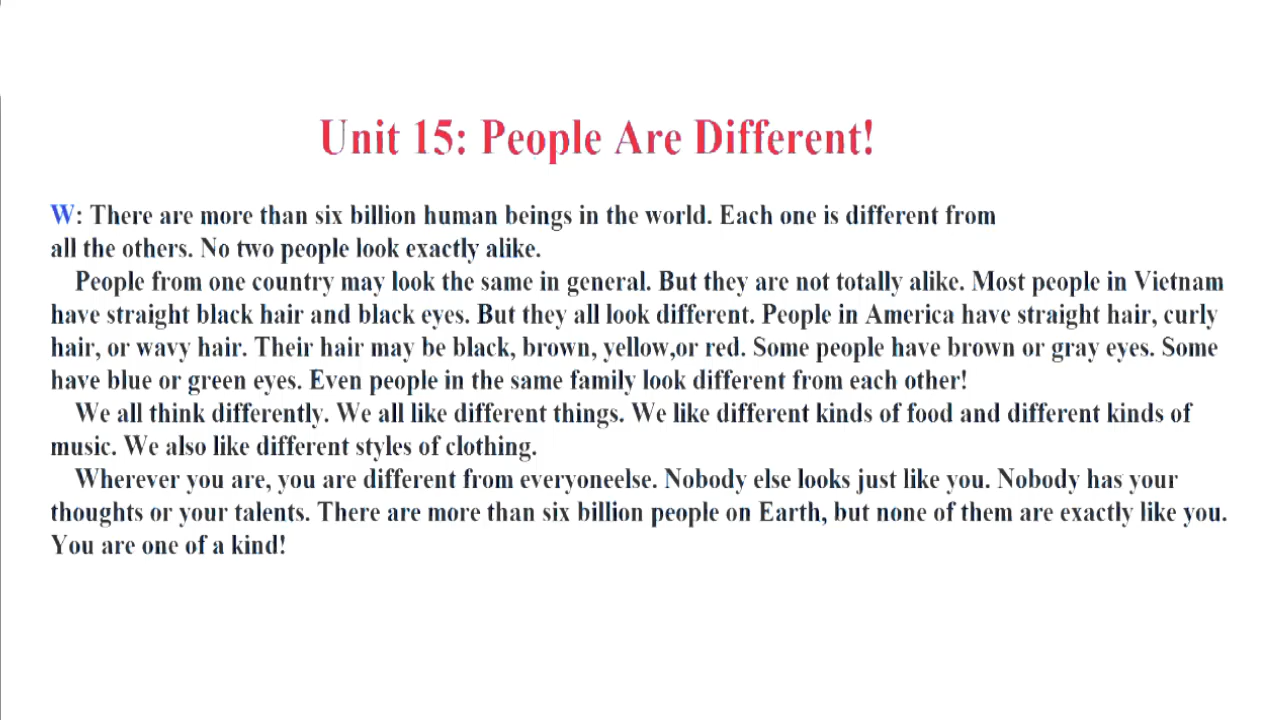 Unit 15: People Are Different!
W: There are more than six billion human beings in the world. Each one is different from
all the others. No two people look exactly alike.
People from one country may look the same in general. But they are not totally alike. Most people in Vietnam
have straight black hair and black eyes. But they all look different. People in America have straight hair, curly
hair, or wavy hair. Their hair may be black, brown, yellow,or red. Some people have brown or gray eyes. Some
have blue or green eyes. Even people in the same family look different from each other!
We all think differently. We all like different things. We like different kinds of food and different kinds of
music. We also like different styles of clothing.
Wherever you are, you are different from everyoneelse. Nobody else looks just like you. Nobody has your
thoughts or your talents. There are more than six billion people on Earth, but none of them are exactly like you.
You are one of a kind!